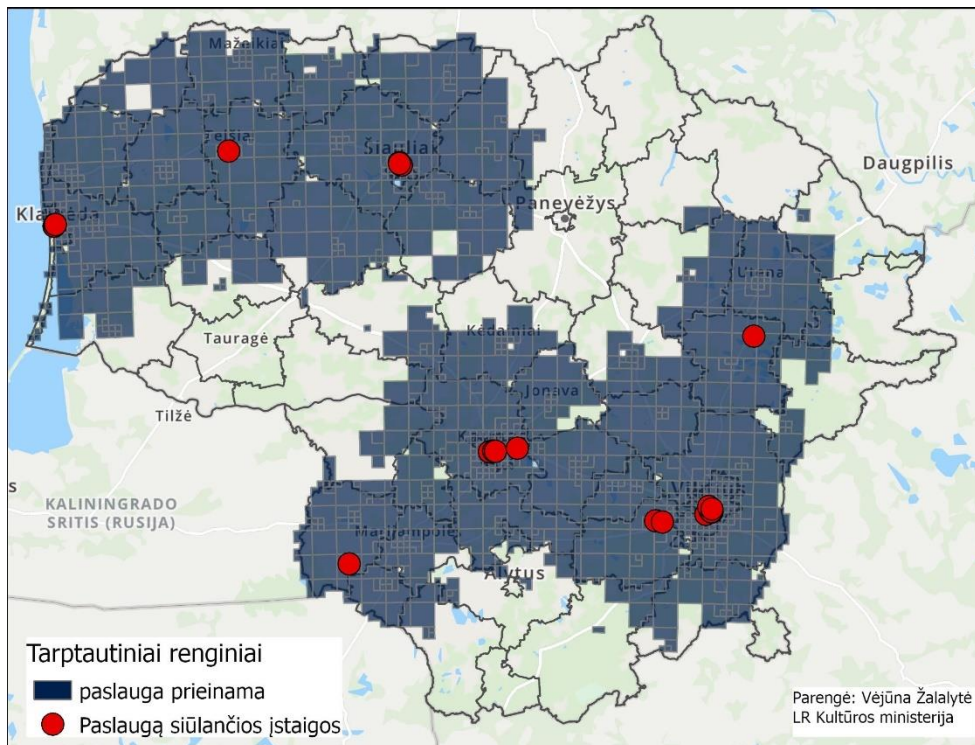 Mažeikiai
Telšiai
Šiauliai
Daugpilis
Panevėžys
Klaipėda
Utena
Kėdainiai
Tauragė
Jonava
Tilžė
s
KALININGRADO
SRITIS (RUSIJA)
Marijampolė
Alytus
Tarptautiniai renginiai
paslauga prieinama
Paslaugą siūlančios įstaigos
Parengė: Vėjūna Žalalytė
LR Kultūros ministerija